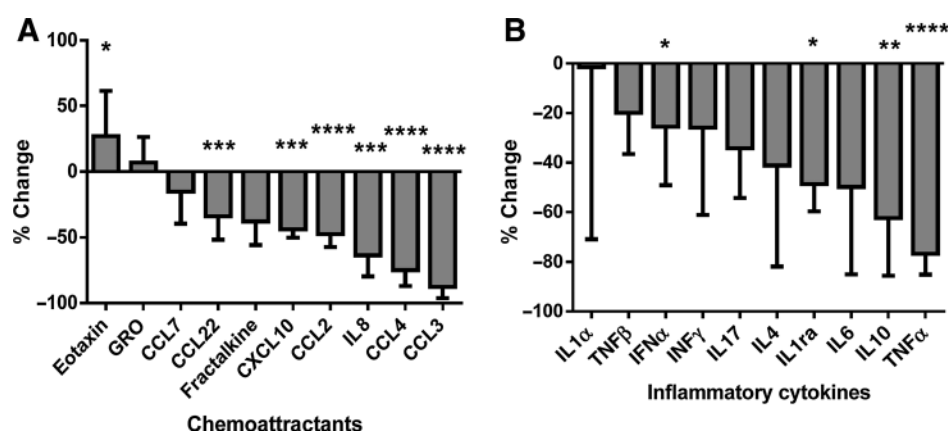 A
B
% Change
100
50
0
−50
−100
*
***
***
****
***
****
****
Eotaxin
GRO
CCL7
CCL22
Fractalkine
CXCL10
CCL2
IL8
CCL4
CCL3
Chemoattractants
% Change
0
−20
−40
−60
−80
−100
*
*
**
****
IL1α
TNFβ
IFNα
INFγ
IL17
IL4
IL1ra
IL6
IL10
TNFα
Inflammatory cytokines